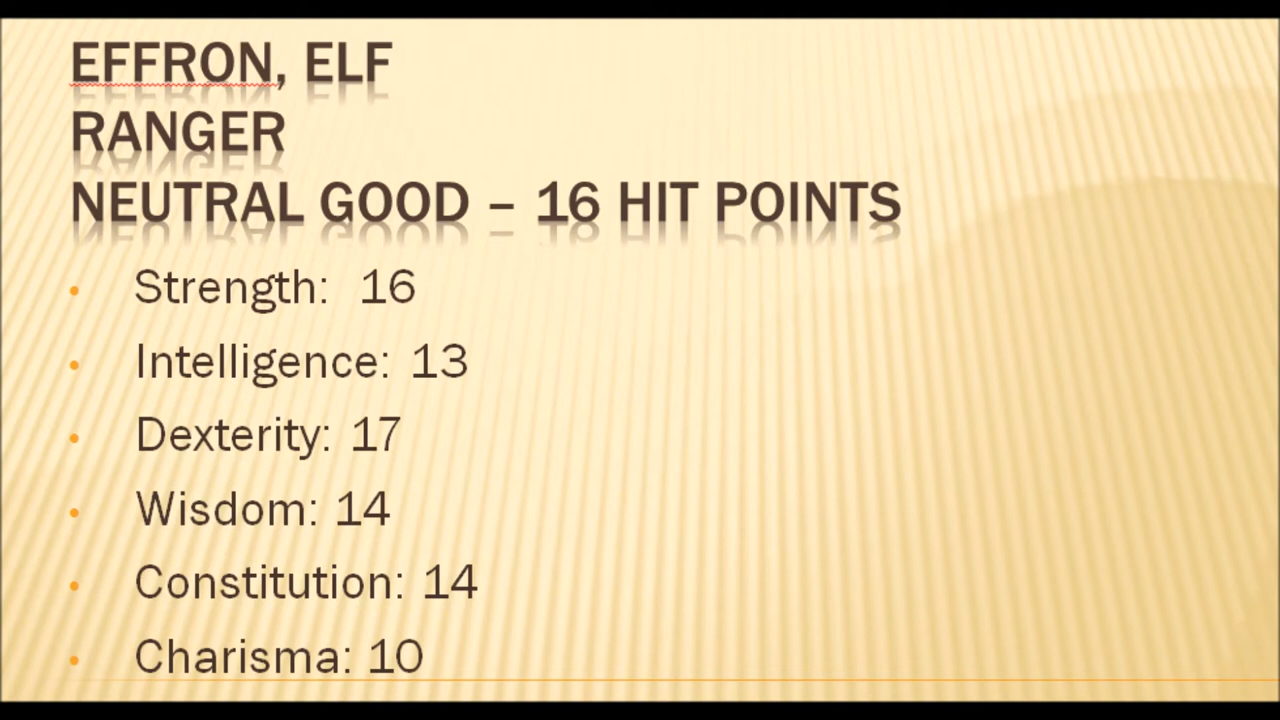 EFFRON, ELF
RANGER
NEUTRAL GOOD – 16 HIT POINTS
• Strength: 16
• Intelligence: 13
• Dexterity: 17
• Wisdom: 14
• Constitution: 14
• Charisma: 10